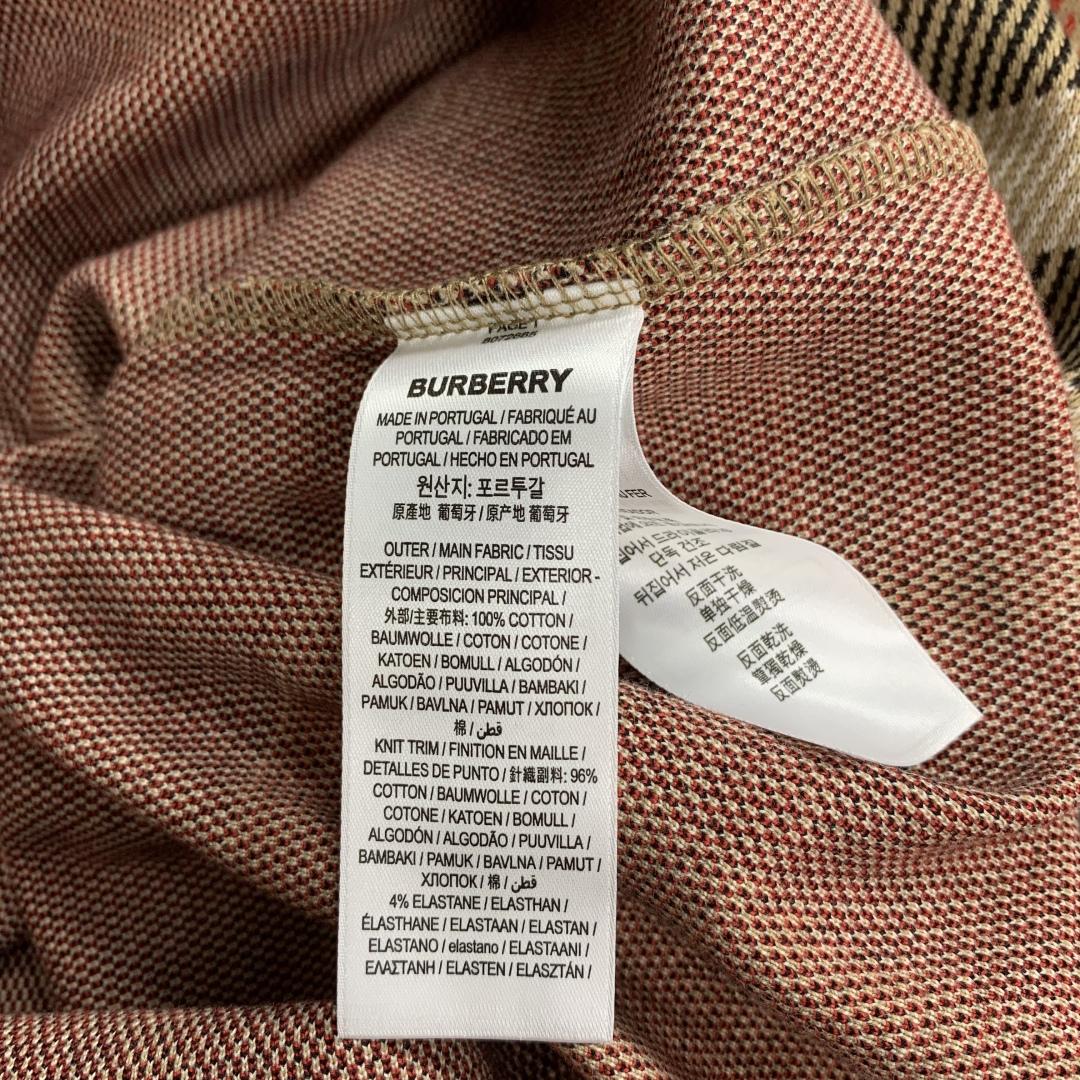 PAGE 1
BURBERRY
MADE IN PORTUGAL / FABRIQUÉ AU
PORTUGAL / FABRICADO EM
PORTUGAL / HECHO EN PORTUGAL
원산지: 포르투갈
原產地 葡萄牙 / 原产地 葡萄牙
OUTER / MAIN FABRIC / TISSU
EXTÉRIEUR / PRINCIPAL / EXTERIOR -
COMPOSICION PRINCIPAL /
外部/主要布料: 100% COTTON /
BAUMWOLLE / COTON / COTONE /
KATOEN / BOMULL / ALGODÓN /
ALGODÃO / PUUVILLA / BAMBAKI /
PAMUK / BAVLNA / PAMUT / ХЛОПОК /
棉 / قطن
KNIT TRIM / FINITION EN MAILLE /
DETALLES DE PUNTO / 針織副料: 96%
COTTON / BAUMWOLLE / COTON /
COTONE / KATOEN / BOMULL /
ALGODÓN / ALGODÃO / PUUVILLA /
BAMBAKI / PAMUK / BAVLNA / PAMUT /
ХЛОПОК / 棉 / قطن
4% ELASTANE / ELASTHAN /
ÉLASTHANE / ELASTAAN / ELASTAN /
ELASTANO / elastano / ELASTAANI /
ΕΛΑΣΤΑΝΗ / ELASTEN / ELASZTÁN /
FER
단독 건조
뒤집어서 저온 다림질
反面干洗
单独干燥
反面低温熨烫
反面乾洗
單獨乾燥
反面熨燙